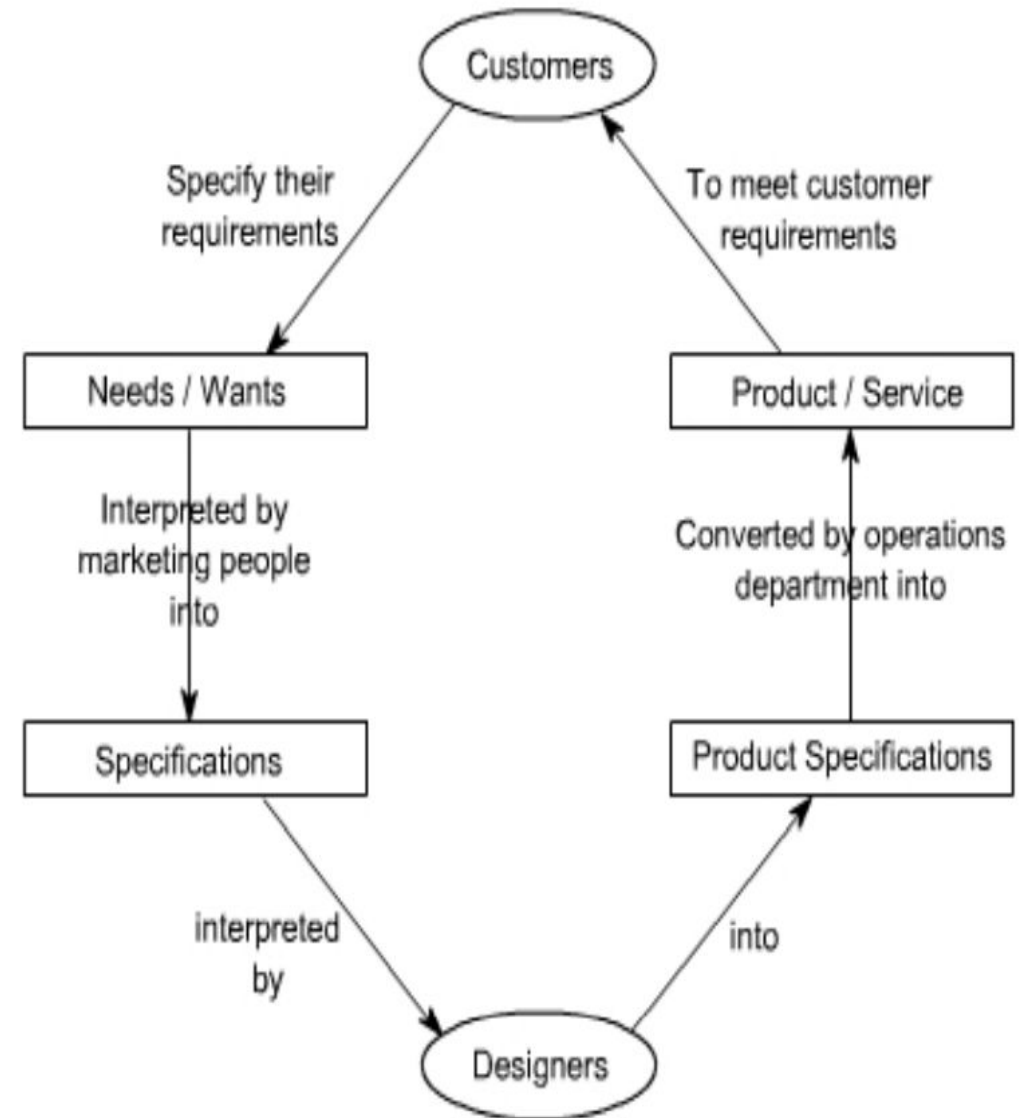 Customers
Specify their
requirements
To meet customer
requirements
Needs / Wants
Product / Service
Interpreted by
marketing people
into
Converted by operations
department into
Specifications
Product Specifications
interpreted
by
into
Designers